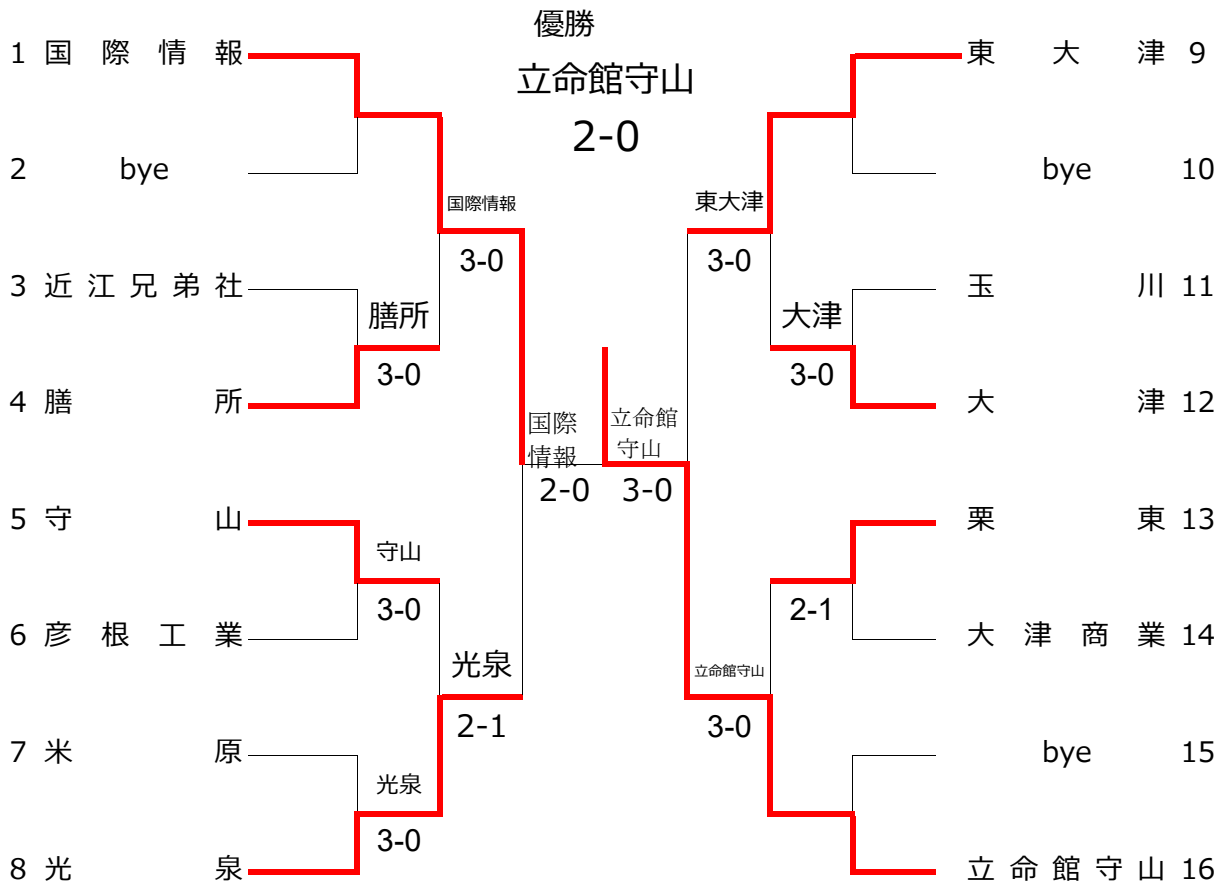 優勝
立命館守山
2-0
1 国際情報
2 bye
国際情報
3-0
3 近江兄弟社
膳所
3-0
4 膳所
国際
情報
2-0
5 守山
守山
3-0
6 彦根工業
光泉
2-1
7 米原
光泉
3-0
8 光泉
東大津 9
bye 10
東大津
3-0
玉川 11
大津
3-0
大津 12
立命館
守山
3-0
栗東 13
2-1
大津商業 14
立命館守山
3-0
bye 15
立命館守山 16